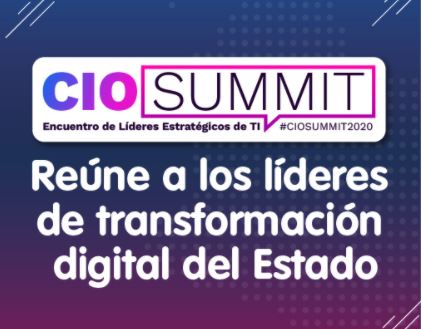 CIO SUMMIT
Encuentro de Líderes Estratégicos de TI #CIOSUMMIT2020
Reúne a los líderes
de transformación
digital del Estado